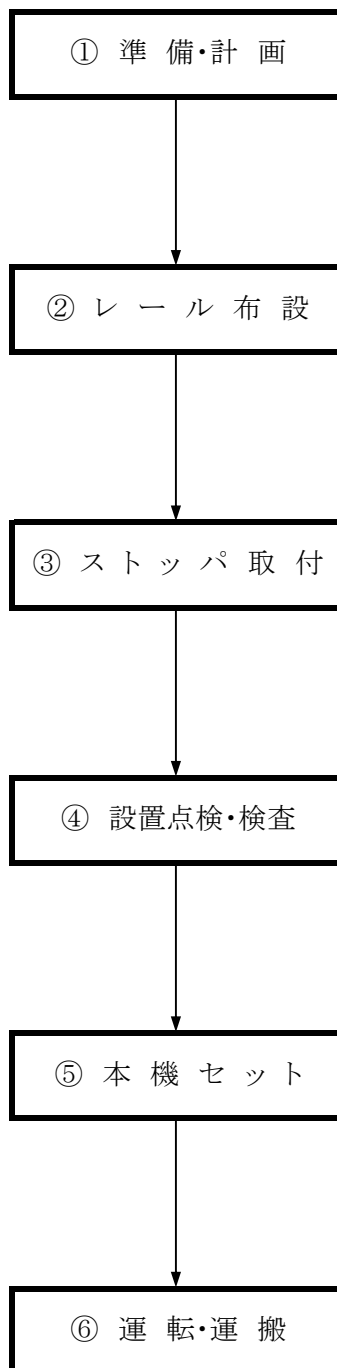 ① 準備・計画
② レール布設
③ ストッパ取付
④ 設置点検・検査
⑤ 本機セット
⑥ 運転・運搬